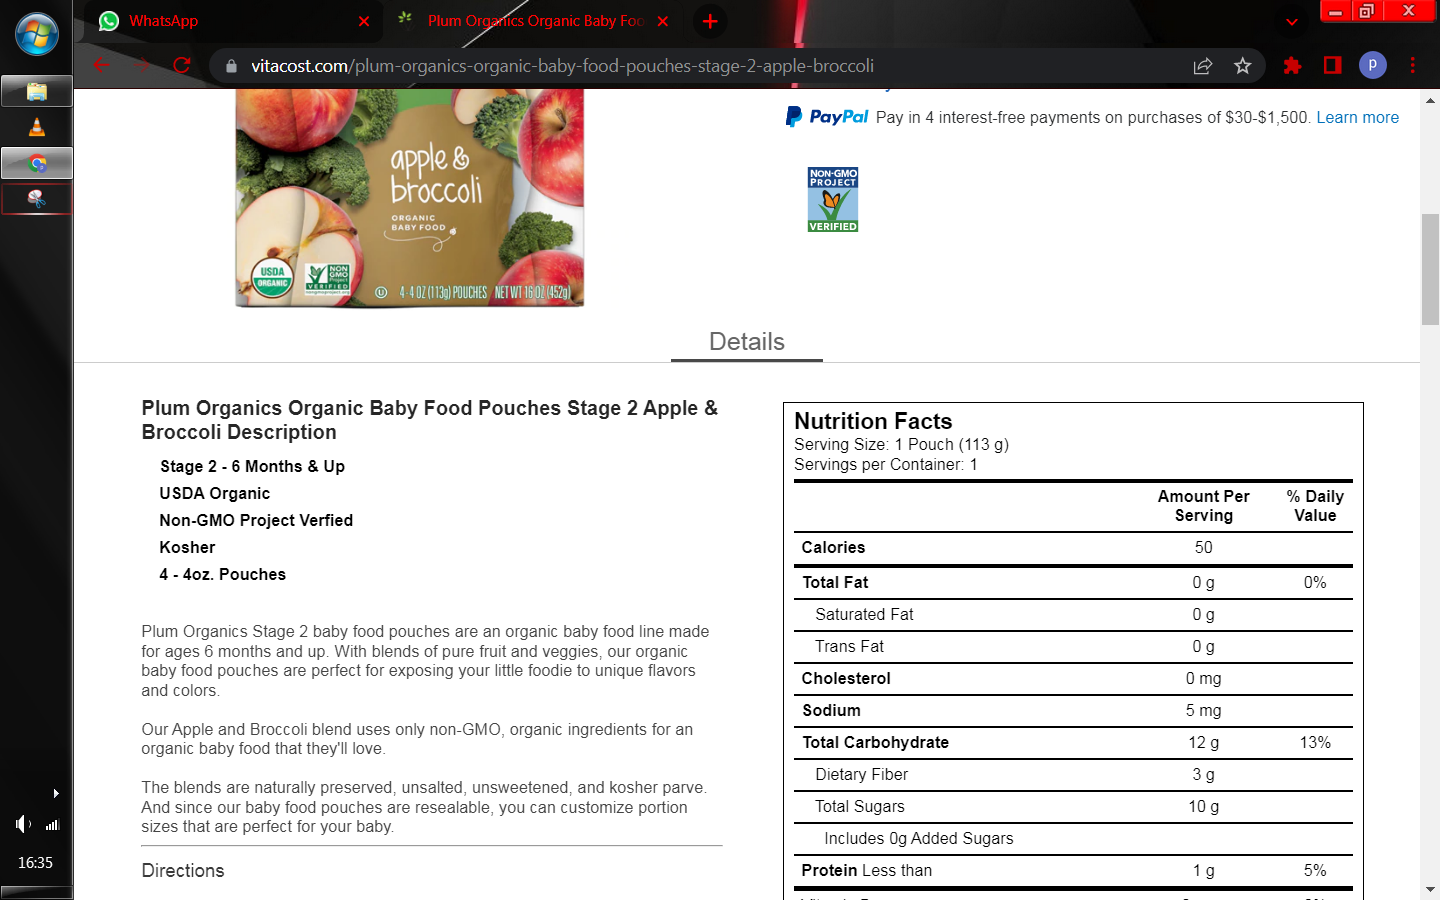 WhatsApp
Plum Organics Organic Baby Foo
vitacost.com/plum-organics-organic-baby-food-pouches-stage-2-apple-broccoli
p
PayPal Pay in 4 interest-free payments on purchases of $30-$1,500. Learn more
NON-GMO
PROJECT
VERIFIED
apple &
broccoli
ORGANIC
BABY FOOD
USDA
ORGANIC
NON
GMO
Project
VERIFIED
nongmoproject.org
U 4-4 OZ (113g) POUCHES NET WT 16 OZ (452g)
Details
Plum Organics Organic Baby Food Pouches Stage 2 Apple &
Broccoli Description
Stage 2 - 6 Months & Up
USDA Organic
Non-GMO Project Verfied
Kosher
4 - 4oz. Pouches
Plum Organics Stage 2 baby food pouches are an organic baby food line made
for ages 6 months and up. With blends of pure fruit and veggies, our organic
baby food pouches are perfect for exposing your little foodie to unique flavors
and colors.
Our Apple and Broccoli blend uses only non-GMO, organic ingredients for an
organic baby food that they'll love.
The blends are naturally preserved, unsalted, unsweetened, and kosher parve.
And since our baby food pouches are resealable, you can customize portion
sizes that are perfect for your baby.
Directions
Nutrition Facts
Serving Size: 1 Pouch (113 g)
Servings per Container: 1
Amount Per
Serving
% Daily
Value
Calories 50
Total Fat 0 g 0%
Saturated Fat 0 g
Trans Fat 0 g
Cholesterol 0 mg
Sodium 5 mg
Total Carbohydrate 12 g 13%
Dietary Fiber 3 g
Total Sugars 10 g
Includes 0g Added Sugars
Protein Less than 1 g 5%
16:35